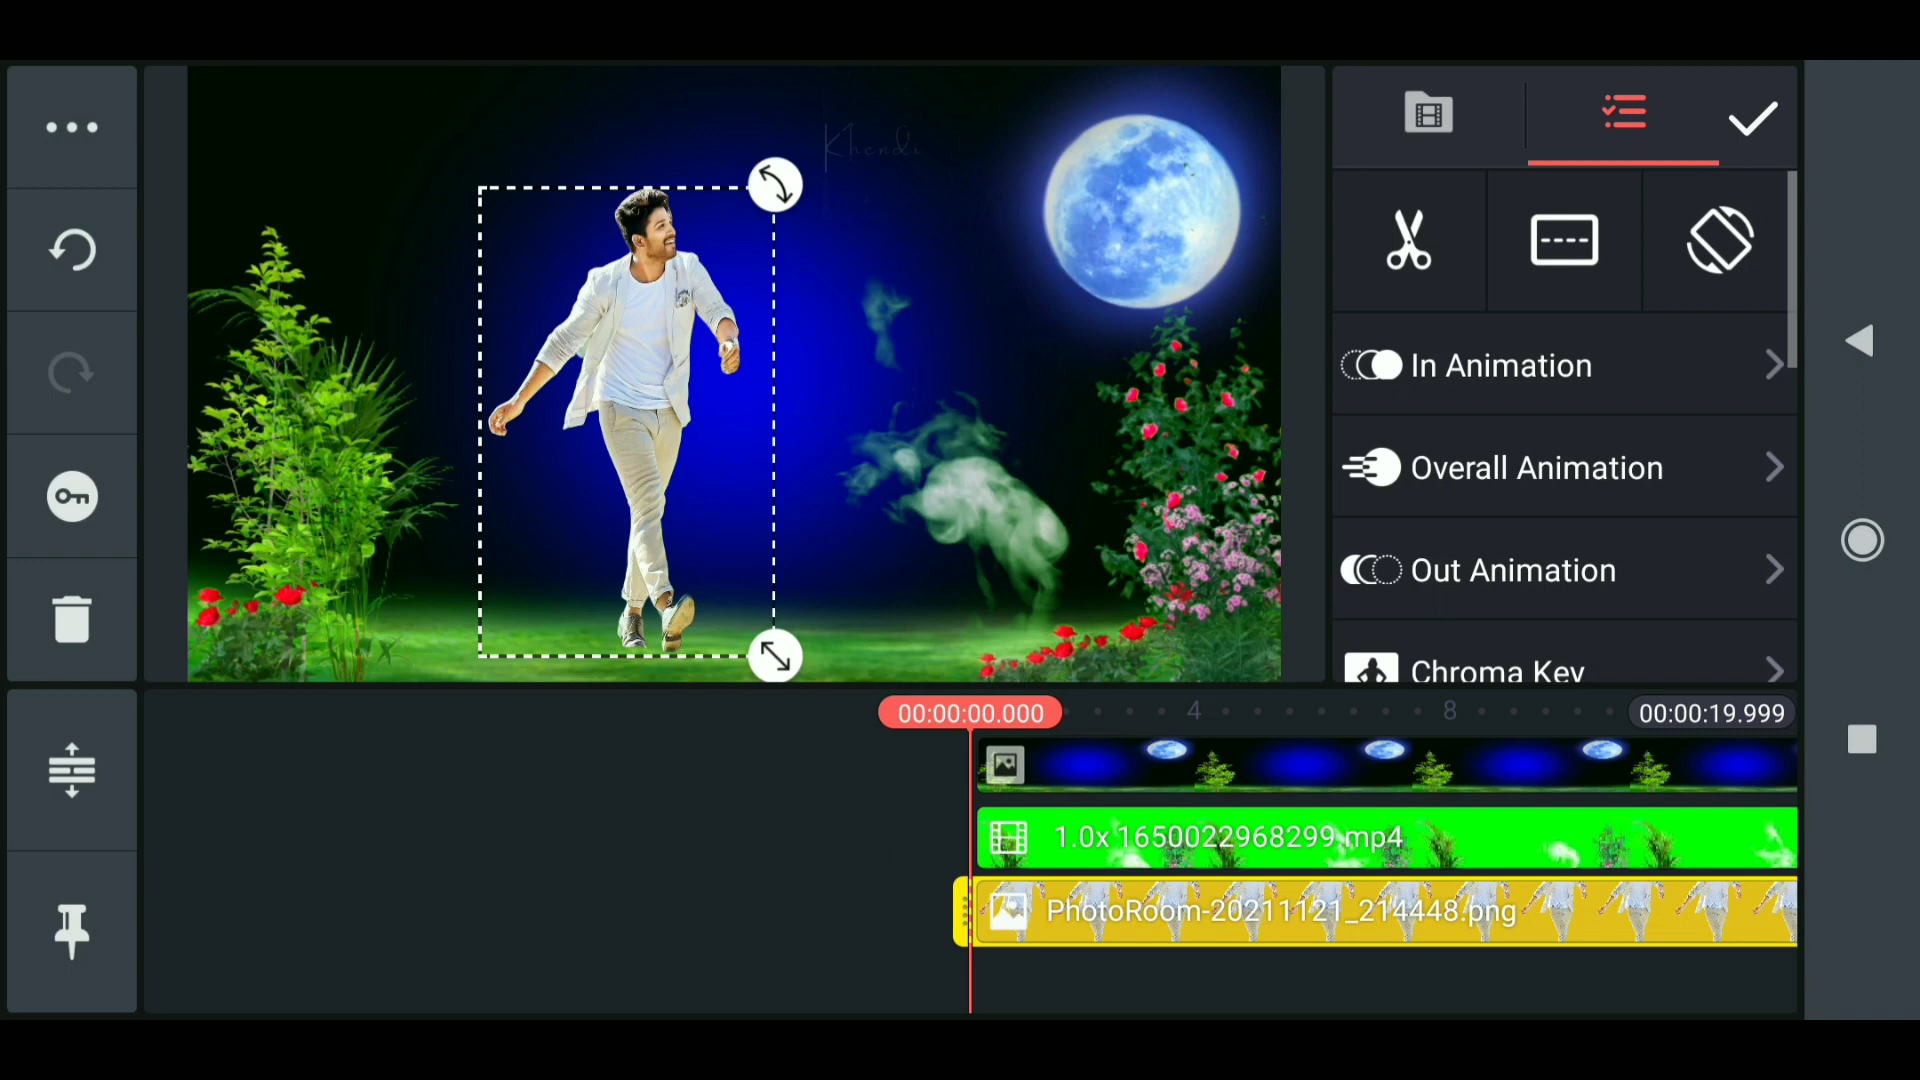 Khendi
In Animation
Overall Animation
Out Animation
Chroma Key
00:00:00.000
4
8
00:00:19.999
1.0x 1650022968299.mp4
PhotoRoom-20211121_214448.png